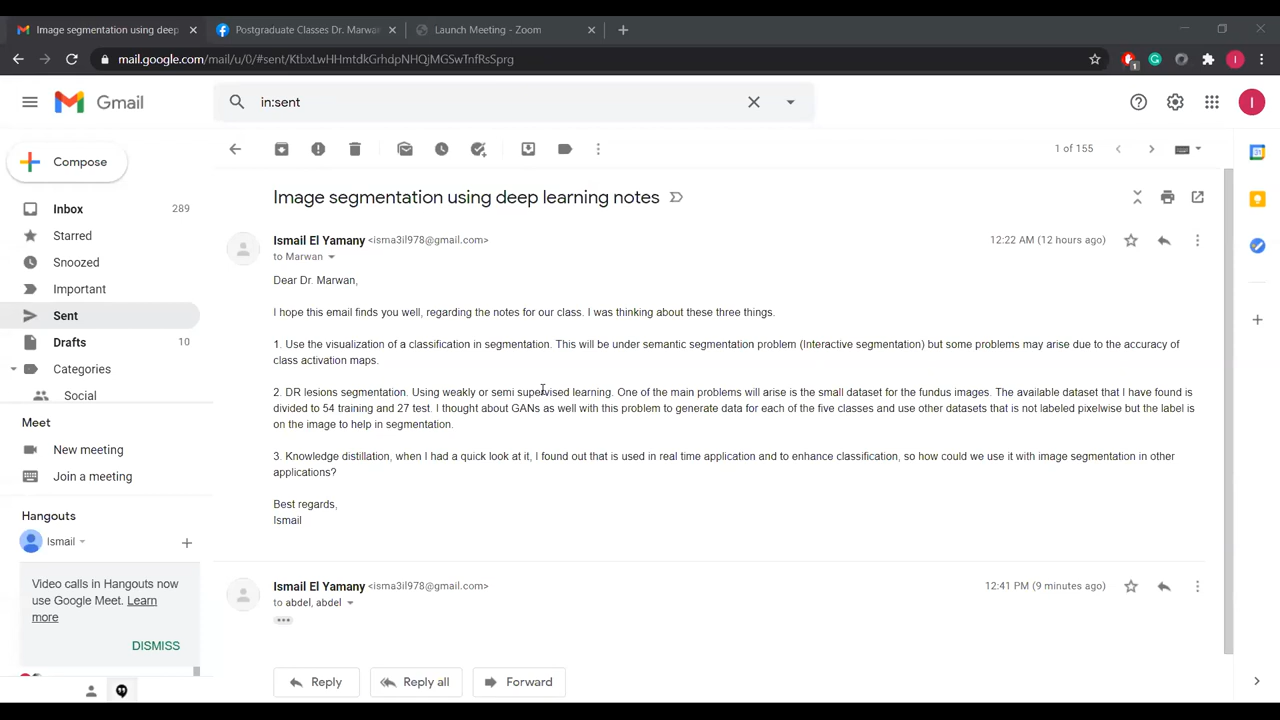 Image segmentation using deep
Postgraduate Classes Dr. Marwa
Launch Meeting - Zoom
mail.google.com/mail/u/0/#sent/KtbxLwHHmtdkGrhdpNHQjMGSwTnfRsSprg
1
I
Gmail
in:sent
I
Compose
1 of 155
Inbox 289
Starred
Snoozed
Important
Sent
Drafts 10
Categories
Social
Meet
New meeting
Join a meeting
Hangouts
Ismail
Video calls in Hangouts now
use Google Meet. Learn
more
DISMISS
Image segmentation using deep learning notes
Ismail El Yamany <isma3il978@gmail.com> 12:22 AM (12 hours ago)
to Marwan
Dear Dr. Marwan,
I hope this email finds you well, regarding the notes for our class. I was thinking about these three things.
1. Use the visualization of a classification in segmentation. This will be under semantic segmentation problem (Interactive segmentation) but some problems may arise due to the accuracy of
class activation maps.
2. DR lesions segmentation. Using weakly or semi supervised learning. One of the main problems will arise is the small dataset for the fundus images. The available dataset that I have found is
divided to 54 training and 27 test. I thought about GANs as well with this problem to generate data for each of the five classes and use other datasets that is not labeled pixelwise but the label is
on the image to help in segmentation.
3. Knowledge distillation, when I had a quick look at it, I found out that is used in real time application and to enhance classification, so how could we use it with image segmentation in other
applications?
Best regards,
Ismail
Ismail El Yamany <isma3il978@gmail.com> 12:41 PM (9 minutes ago)
to abdel, abdel
Reply
Reply all
Forward